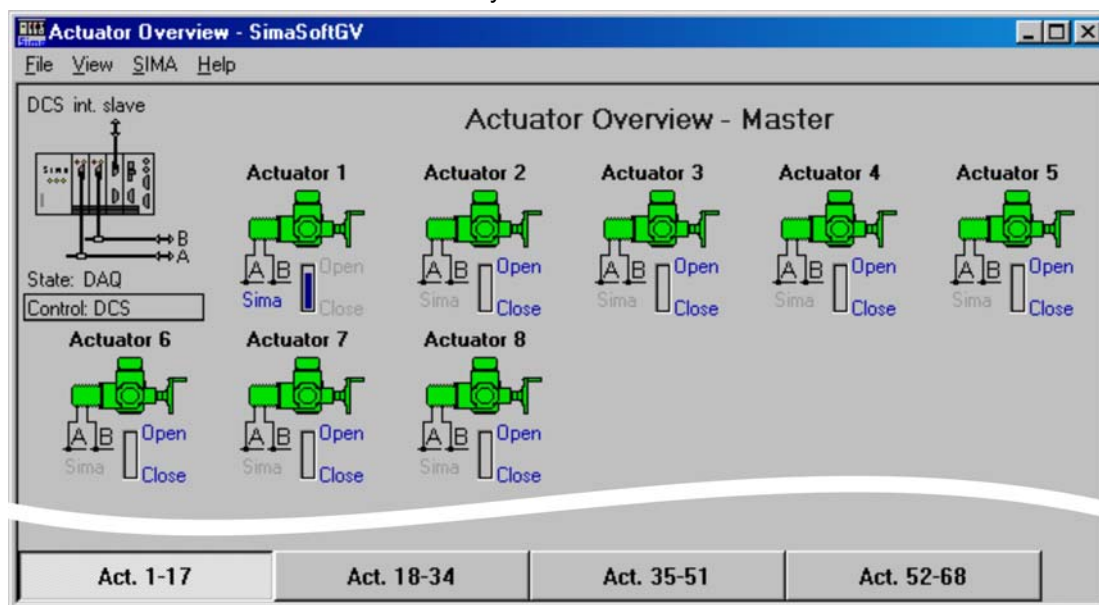 Actuator Overview - SimaSoftGV
File View SIMA Help
DCS int. slave
Actuator Overview - Master
Sima
B
A
State: DAQ
Control: DCS
Actuator 1
A B Open
Sima Close
Actuator 2
A B Open
Sima Close
Actuator 3
A B Open
Sima Close
Actuator 4
A B Open
Sima Close
Actuator 5
A B Open
Sima Close
Actuator 6
A B Open
Sima Close
Actuator 7
A B Open
Sima Close
Actuator 8
A B Open
Sima Close
Act. 1-17 Act. 18-34 Act. 35-51 Act. 52-68